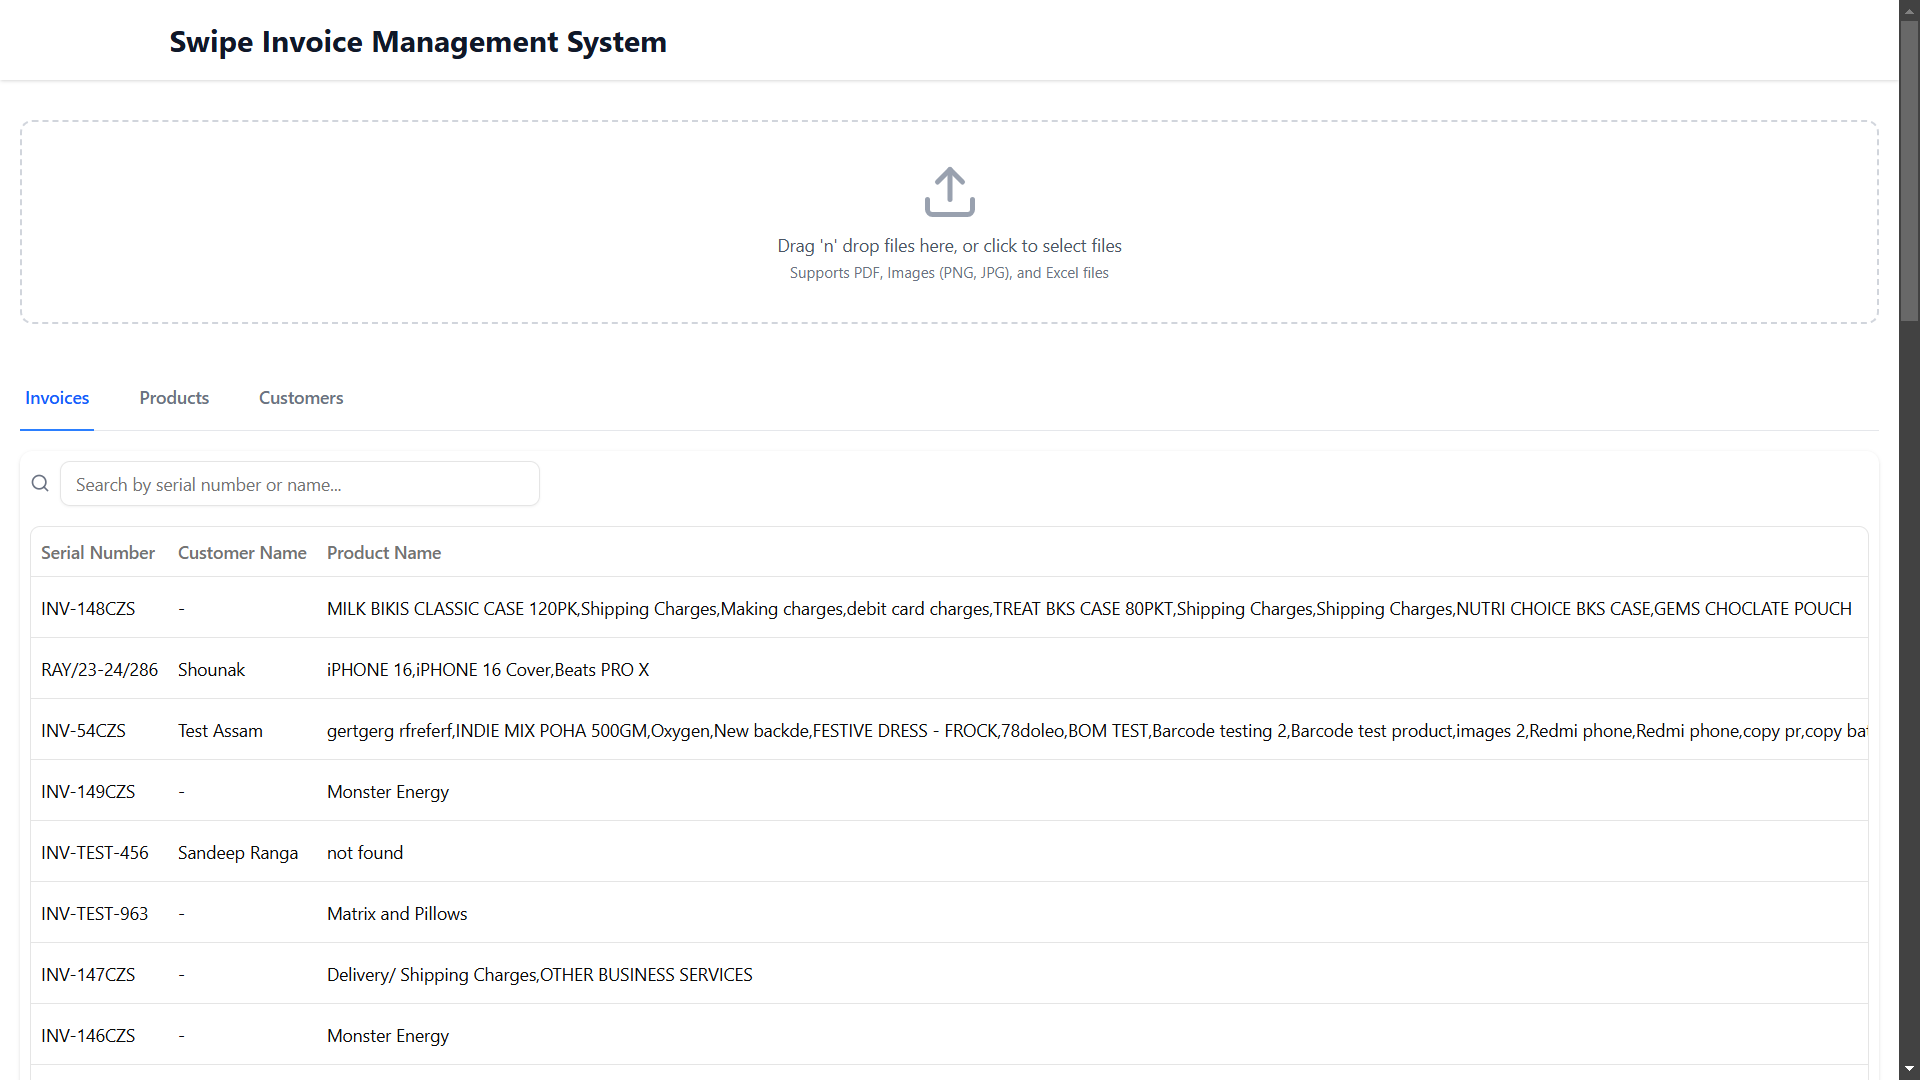 Swipe Invoice Management System
Drag 'n' drop files here, or click to select files
Supports PDF, Images (PNG, JPG), and Excel files
Invoices Products Customers
Search by serial number or name...
Serial Number Customer Name Product Name
INV-148CZS - MILK BIKIS CLASSIC CASE 120PK,Shipping Charges,Making charges,debit card charges,TREAT BKS CASE 80PKT,Shipping Charges,Shipping Charges,NUTRI CHOICE BKS CASE,GEMS CHOCLATE POUCH
RAY/23-24/286 Shounak iPHONE 16,iPHONE 16 Cover,Beats PRO X
INV-54CZS Test Assam gertgerg rfreferf,INDIE MIX POHA 500GM,Oxygen,New backde,FESTIVE DRESS - FROCK,78doleo,BOM TEST,Barcode testing 2,Barcode test product,images 2,Redmi phone,Redmi phone,copy pr,copy
INV-149CZS - Monster Energy
INV-TEST-456 Sandeep Ranga not found
INV-TEST-963 - Matrix and Pillows
INV-147CZS - Delivery/ Shipping Charges,OTHER BUSINESS SERVICES
INV-146CZS - Monster Energy